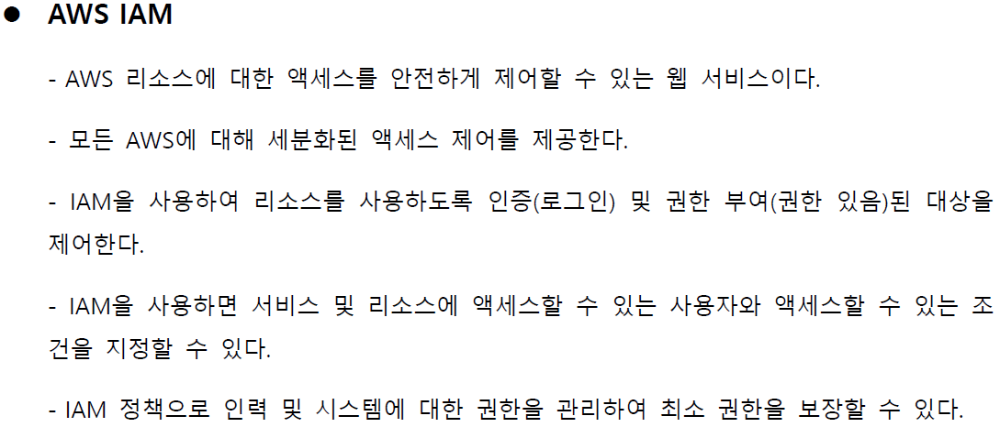 ● AWS IAM
- AWS 리소스에 대한 액세스를 안전하게 제어할 수 있는 웹 서비스이다.
- 모든 AWS에 대해 세분화된 액세스 제어를 제공한다.
- IAM을 사용하여 리소스를 사용하도록 인증(로그인) 및 권한 부여(권한 있음)된 대상을
제어한다.
- IAM을 사용하면 서비스 및 리소스에 액세스할 수 있는 사용자와 액세스할 수 있는 조
건을 지정할 수 있다.
- IAM 정책으로 인력 및 시스템에 대한 권한을 관리하여 최소 권한을 보장할 수 있다.